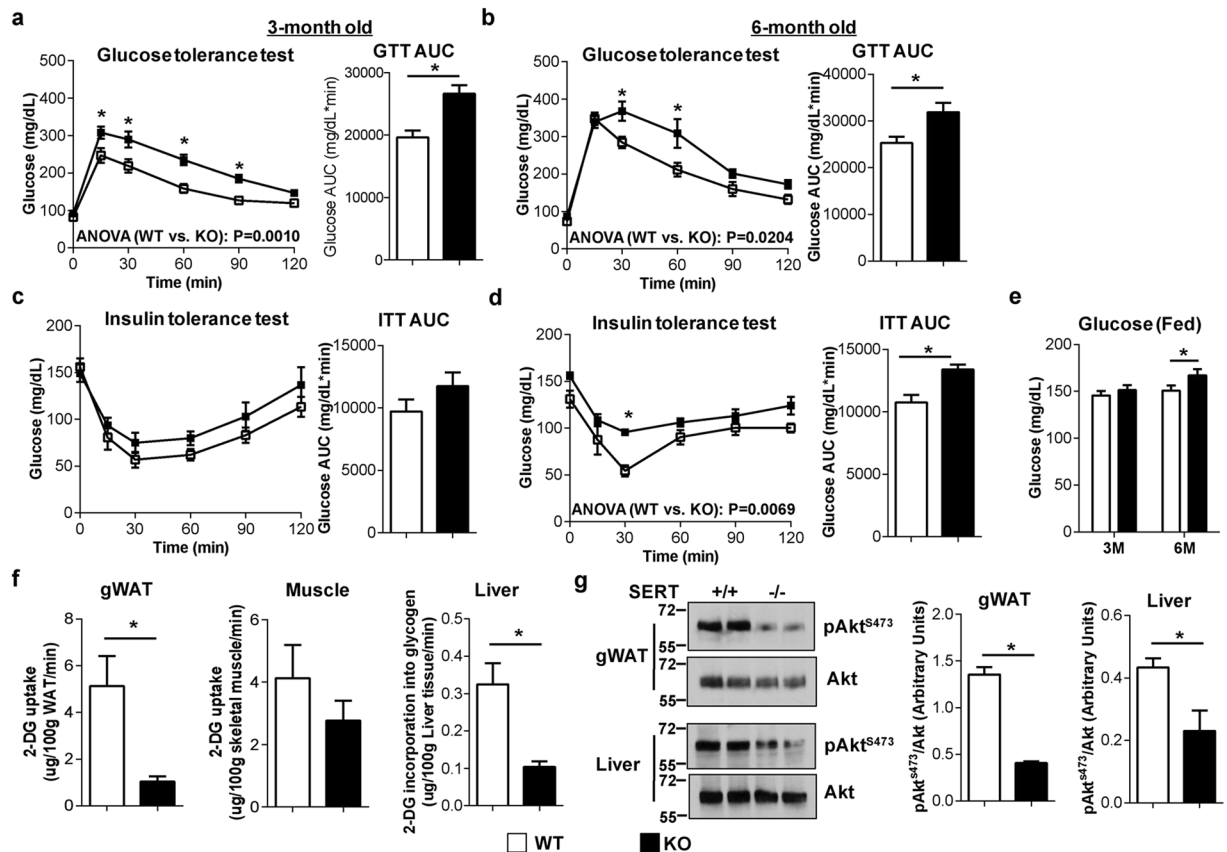 a
3-month old
b
6-month old
Glucose tolerance test
GTT AUC
Glucose tolerance test
GTT AUC
Glucose (mg/dL)
500
400
300
200
100
0
* * * *
ANOVA (WT vs. KO): P=0.0010
0 30 60 90 120
Time (min)
Glucose AUC (mg/dL*min)
30000
20000
10000
0
*
Glucose (mg/dL)
500
400
300
200
100
0
* *
ANOVA (WT vs. KO): P=0.0204
0 30 60 90 120
Time (min)
Glucose AUC (mg/dL*min)
40000
30000
20000
10000
0
*
c
Insulin tolerance test
ITT AUC
d
Insulin tolerance test
ITT AUC
e
Glucose (Fed)
Glucose (mg/dL)
200
150
100
50
0
0 30 60 90 120
Time (min)
Glucose AUC (mg/dL*min)
15000
10000
5000
0
Glucose (mg/dL)
200
150
100
50
0
*
ANOVA (WT vs. KO): P=0.0069
0 30 60 90 120
Time (min)
Glucose AUC (mg/dL*min)
15000
10000
5000
0
*
Glucose (mg/dL)
200
150
100
50
0
*
3M 6M
f
gWAT
Muscle
Liver
2-DG uptake
(ug/100g WAT/min)
8
6
4
2
0
*
2-DG uptake
(ug/100g skeletal muscle/min)
6
4
2
0
2-DG incorporation into glycogen
(ug/100g Liver tissue/min)
0.5
0.4
0.3
0.2
0.1
0.0
*
g
SERT +/+ -/-
gWAT
72
55
pAktS473
72
55
Akt
Liver
72
55
pAktS473
72
55
Akt
gWAT
pAkts473/Akt (Arbitrary Units)
2.0
1.5
1.0
0.5
0.0
*
Liver
pAkts473/Akt (Arbitrary Units)
0.6
0.4
0.2
0.0
*
WT
KO